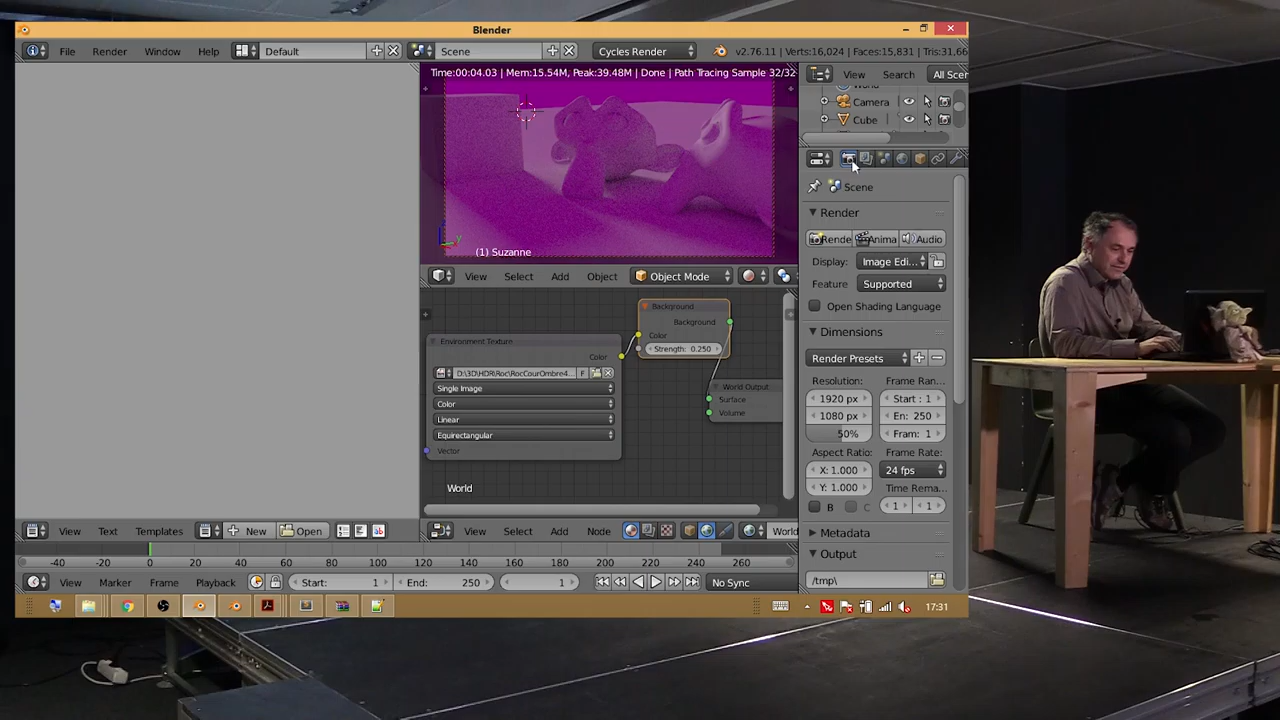 Blender
File Render Window Help Default Scene Cycles Render v2.76.11 | Verts:16,024 | Faces:15,831 | Tris:31,66
Time:00:04.03 | Mem:15.54M, Peak:39.48M | Done | Path Tracing Sample 32/32
View Search All Scen
Camera
Cube
Scene
Render
Rende Anima Audio
Display: Image Edi...
Feature Supported
Open Shading Language
Dimensions
Render Presets
Resolution: Frame Ran...
1920 px Start : 1
1080 px En: 250
50% Fram: 1
Aspect Ratio: Frame Rate:
X: 1.000 24 fps
Y: 1.000 Time Rema...
B C 1 1
Metadata
Output
/tmp\
(1) Suzanne
View Select Add Object Object Mode
Background
Background
Color
Strength: 0.250
Environment Texture
Color
D:\3D\HDR\Roc\RocCourOmbre4... F
Single Image
Color
Linear
Equirectangular
Vector
World Output
Surface
Volume
World
View Text Templates New Open View Select Add Node World
-40 -20 0 20 40 60 80 100 120 140 160 180 200 220 240 260
View Marker Frame Playback Start: 1 End: 250 1 No Sync
17:31